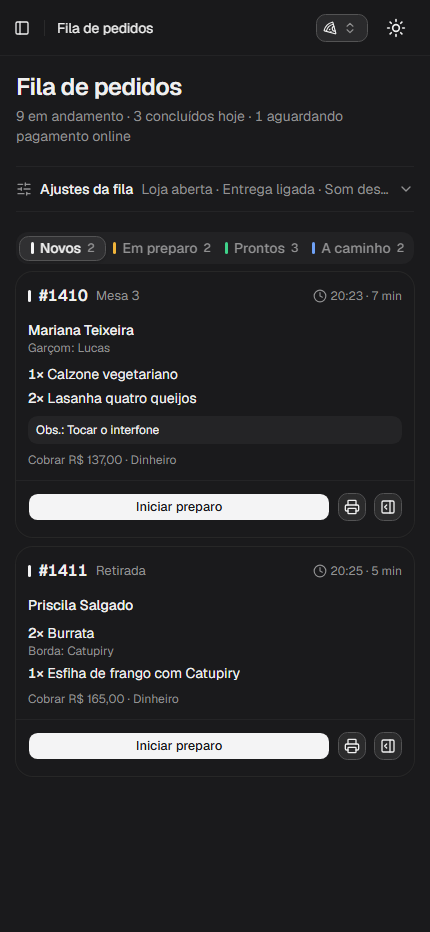 Fila de pedidos
Fila de pedidos
9 em andamento · 3 concluídos hoje · 1 aguardando
pagamento online
Ajustes da fila Loja aberta · Entrega ligada · Som des...
Novos 2 Em preparo 2 Prontos 3 A caminho 2
#1410 Mesa 3 20:23 · 7 min
Mariana Teixeira
Garçom: Lucas
1× Calzone vegetariano
2× Lasanha quatro queijos
Obs.: Tocar o interfone
Cobrar R$ 137,00 · Dinheiro
Iniciar preparo
#1411 Retirada 20:25 · 5 min
Priscila Salgado
2× Burrata
Borda: Catupiry
1× Esfiha de frango com Catupiry
Cobrar R$ 165,00 · Dinheiro
Iniciar preparo